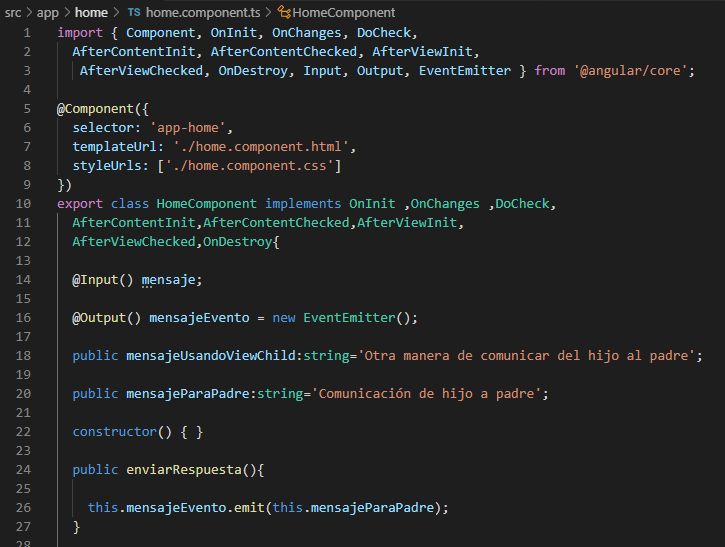 src > app > home > TS home.component.ts > HomeComponent
1 import { Component, OnInit, OnChanges, DoCheck,
2   AfterContentInit, AfterContentChecked, AfterViewInit,
3    AfterViewChecked, OnDestroy, Input, Output, EventEmitter } from '@angular/core';
4
5 @Component({
6   selector: 'app-home',
7   templateUrl: './home.component.html',
8   styleUrls: ['./home.component.css']
9 })
10 export class HomeComponent implements OnInit ,OnChanges ,DoCheck,
11   AfterContentInit,AfterContentChecked,AfterViewInit,
12   AfterViewChecked,OnDestroy{
13
14   @Input() mensaje;
15
16   @Output() mensajeEvento = new EventEmitter();
17
18   public mensajeUsandoViewChild:string='Otra manera de comunicar del hijo al padre';
19
20   public mensajeParaPadre:string='Comunicación de hijo a padre';
21
22   constructor() { }
23
24   public enviarRespuesta(){
25
26     this.mensajeEvento.emit(this.mensajeParaPadre);
27   }
28